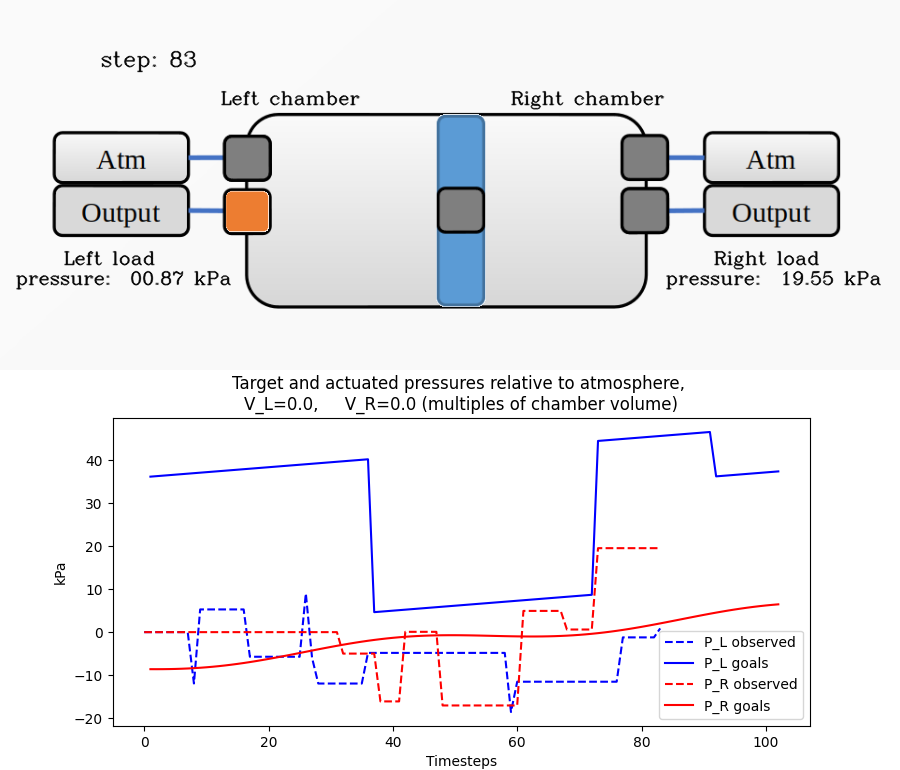 step: 83
Left chamber
Right chamber
Atm
Atm
Output
Output
Left load
pressure: 00.87 kPa
Right load
pressure: 19.55 kPa
Target and actuated pressures relative to atmosphere,
V_L=0.0, V_R=0.0 (multiples of chamber volume)
40
30
20
10
0
−10
−20
kPa
P_L observed
P_L goals
P_R observed
P_R goals
0 20 40 60 80 100
Timesteps